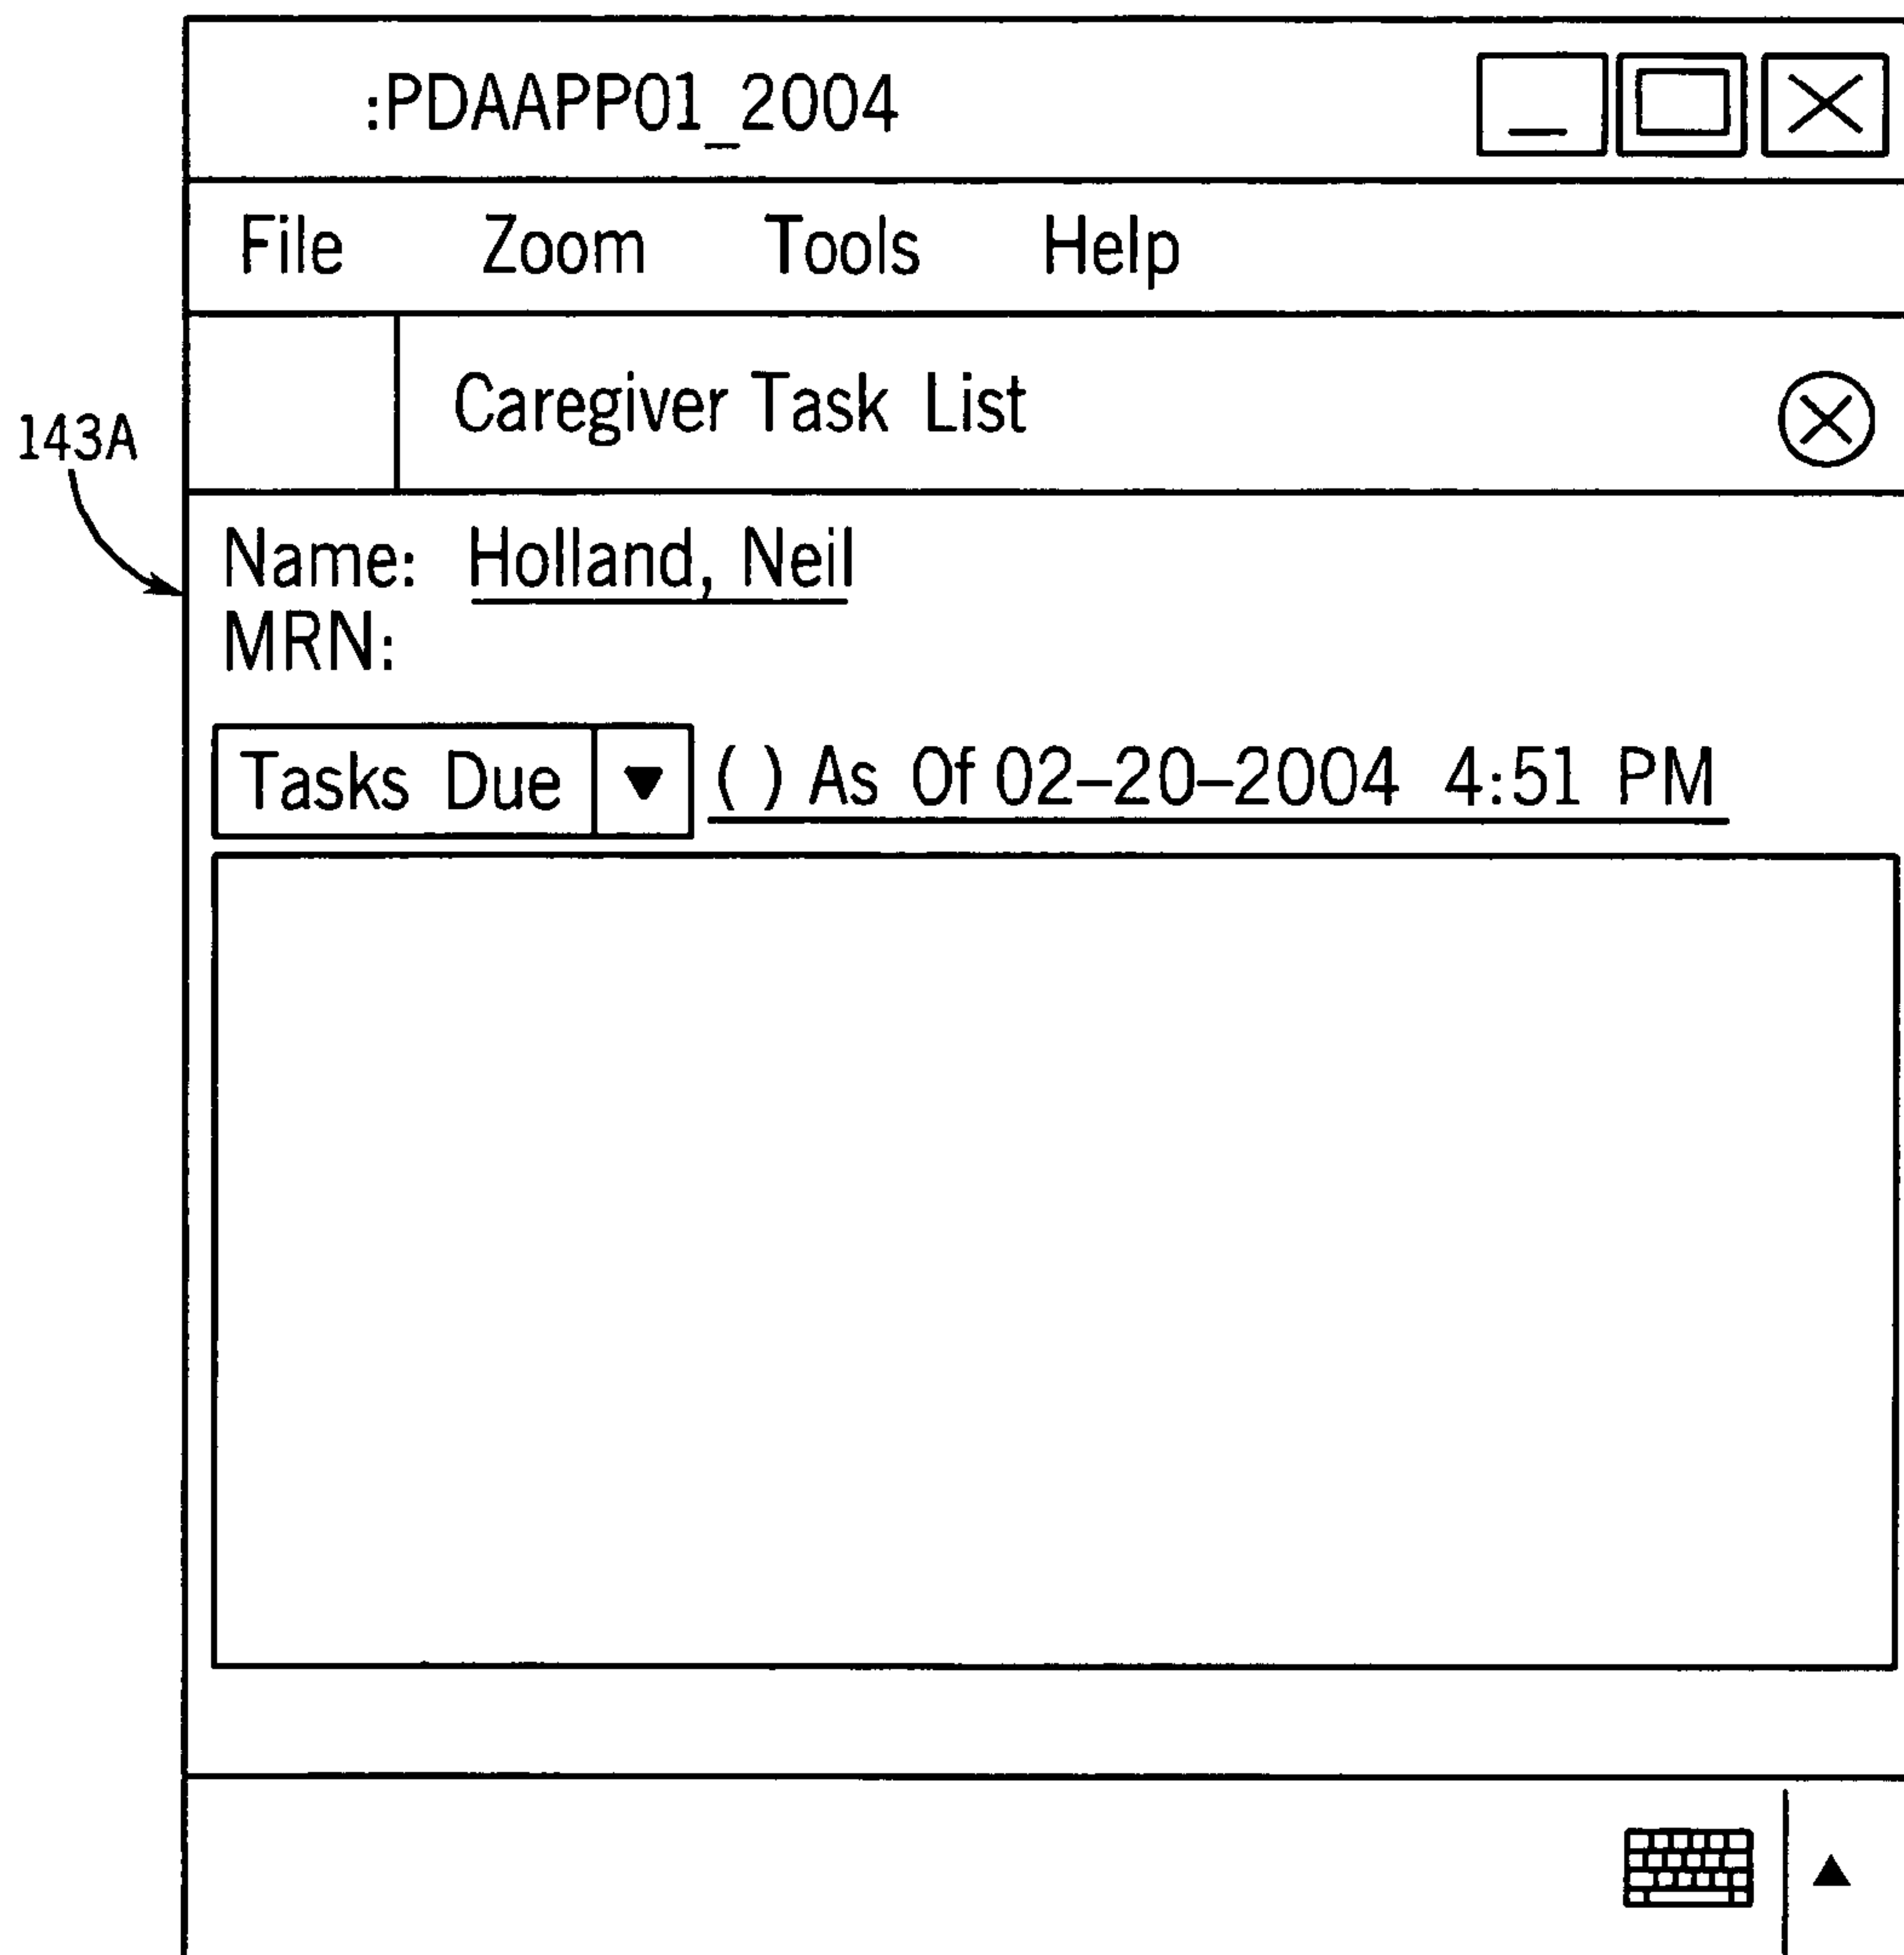 :PDAAPP01_2004
File Zoom Tools Help
Caregiver Task List
143A
Name: Holland, Neil
MRN:
Tasks Due ( ) As Of 02–20–2004 4:51 PM